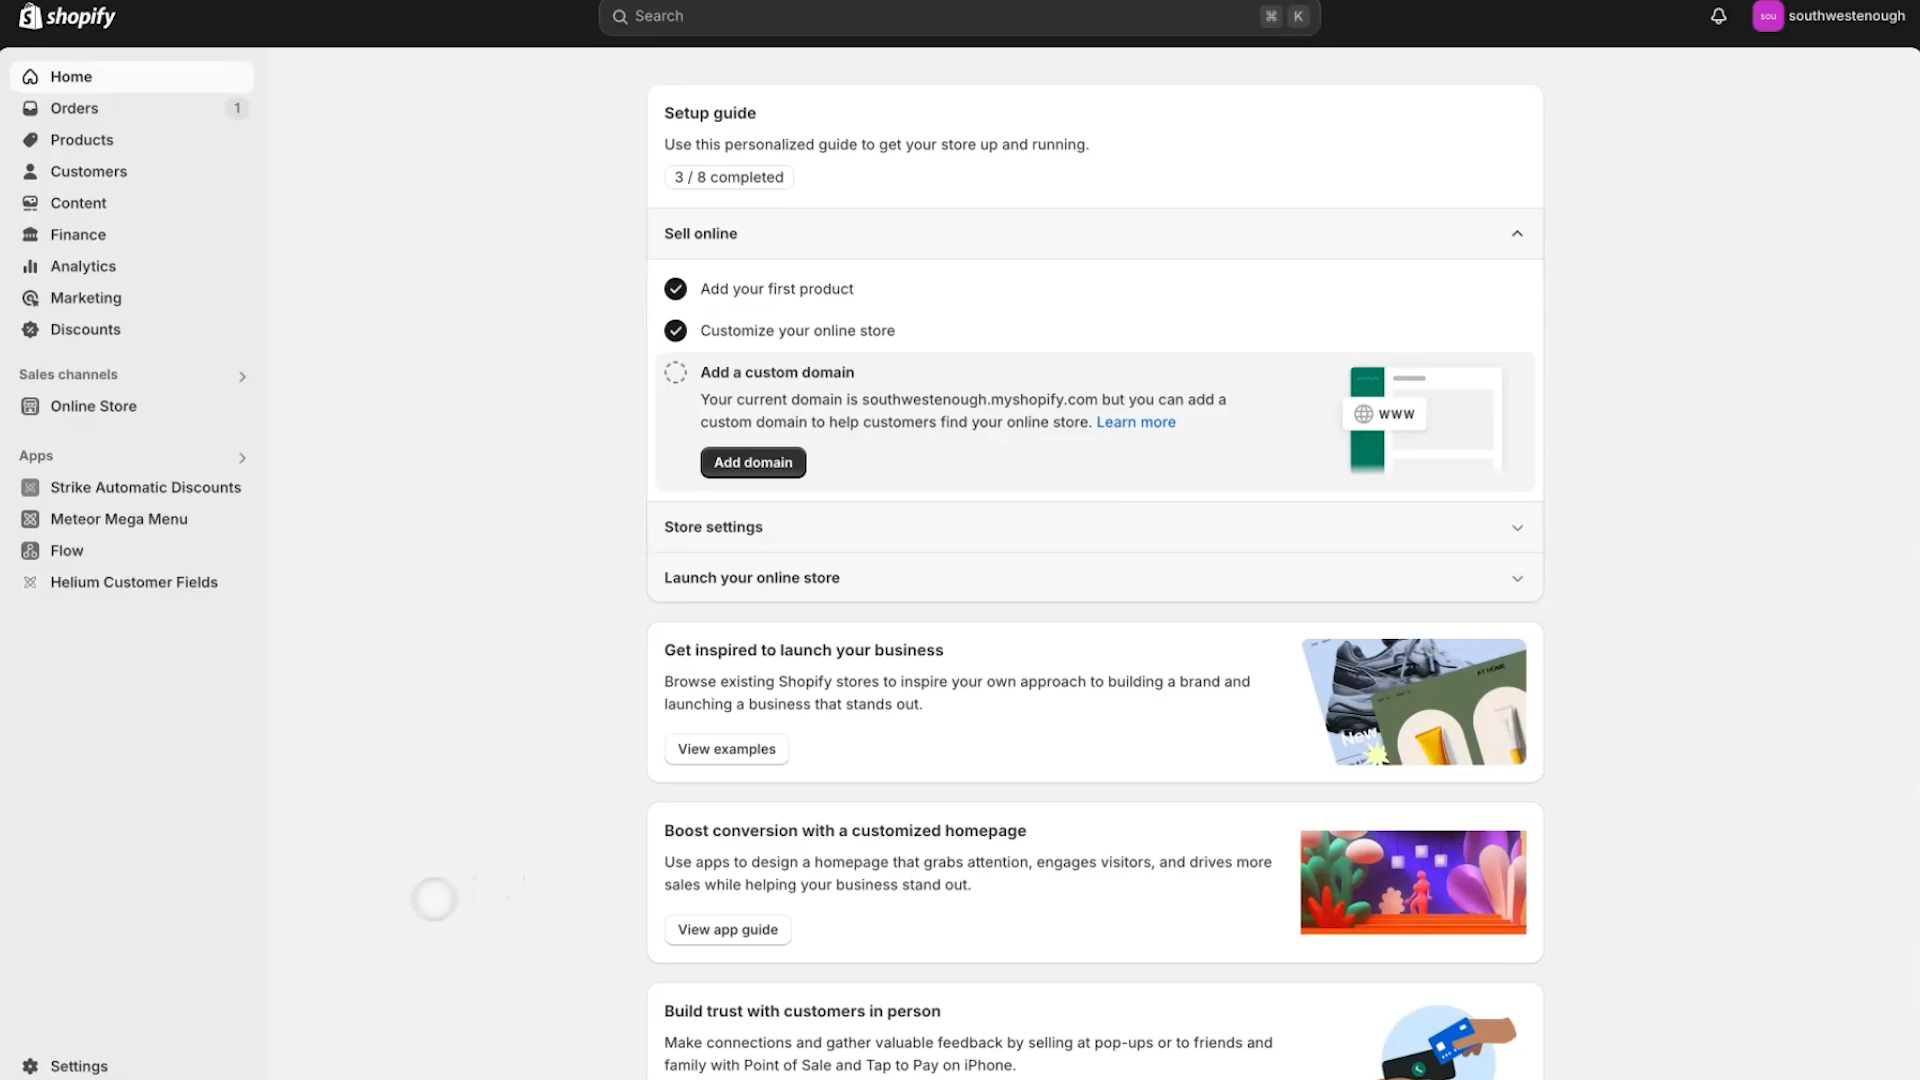 shopify
Search
⌘ K
sou southwestenough
Home
Orders 1
Products
Customers
Content
Finance
Analytics
Marketing
Discounts
Sales channels
Online Store
Apps
Strike Automatic Discounts
Meteor Mega Menu
Flow
Helium Customer Fields
Settings
Setup guide
Use this personalized guide to get your store up and running.
3 / 8 completed
Sell online
Add your first product
Customize your online store
Add a custom domain
Your current domain is southwestenough.myshopify.com but you can add a
custom domain to help customers find your online store. Learn more
Add domain
www
Store settings
Launch your online store
Get inspired to launch your business
Browse existing Shopify stores to inspire your own approach to building a brand and
launching a business that stands out.
View examples
AT HOME
New
Boost conversion with a customized homepage
Use apps to design a homepage that grabs attention, engages visitors, and drives more
sales while helping your business stand out.
View app guide
Build trust with customers in person
Make connections and gather valuable feedback by selling at pop-ups or to friends and
family with Point of Sale and Tap to Pay on iPhone.